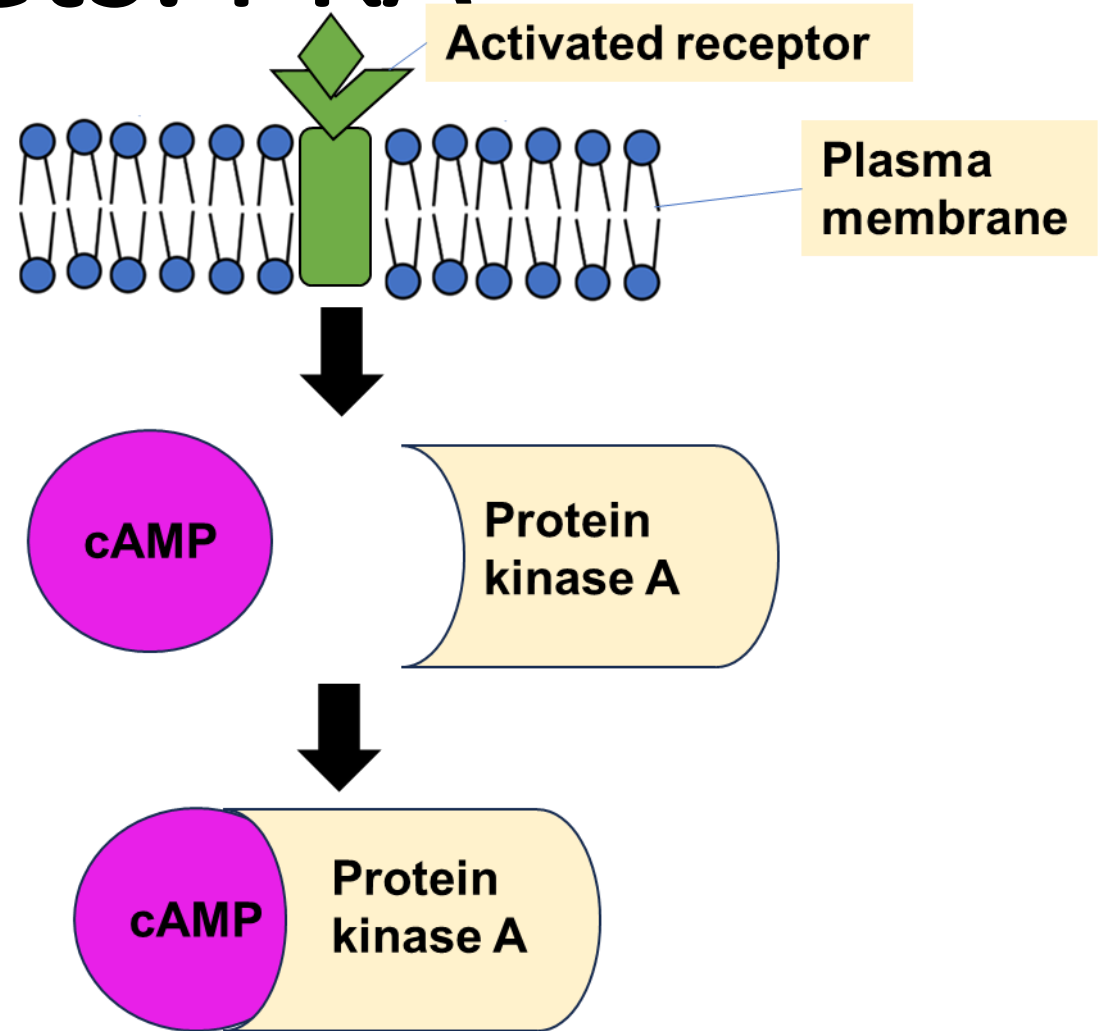 Activated receptor
Plasma
membrane
cAMP
Protein
kinase A
cAMP
Protein
kinase A